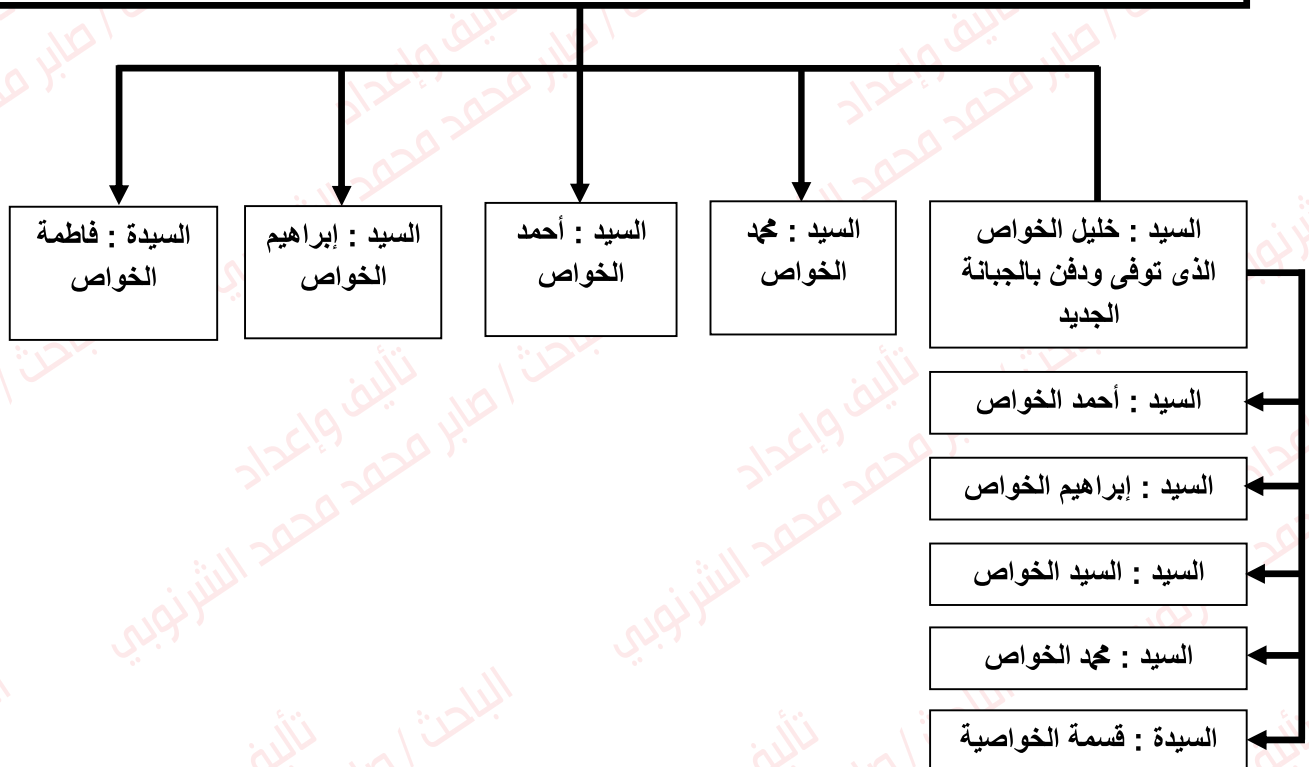 السيد : خليل الخواص
الذى توفى ودفن بالجبانة
الجديد
السيد : محمد
الخواص
السيد : أحمد
الخواص
السيد : إبراهيم
الخواص
السيدة : فاطمة
الخواص
السيد : أحمد الخواص
السيد : إبراهيم الخواص
السيد : السيد الخواص
السيد : محمد الخواص
السيدة : قسمة الخواصية
تأليف وإعداد
الباحث / صابر محمد محمد الشرنوبي